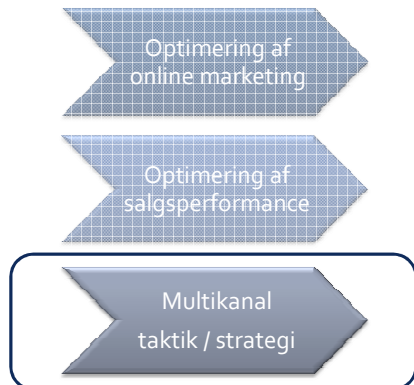 Optimering af
online marketing
Optimering af
salgsperformance
Multikanal
taktik / strategi